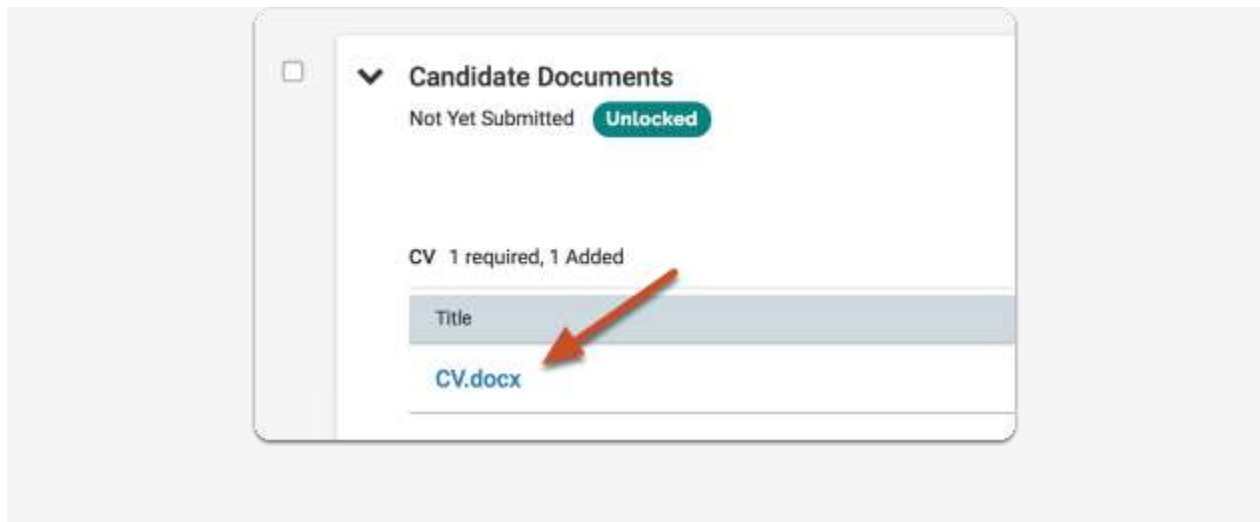 Candidate Documents
Not Yet Submitted Unlocked
CV 1 required, 1 Added
Title
CV.docx